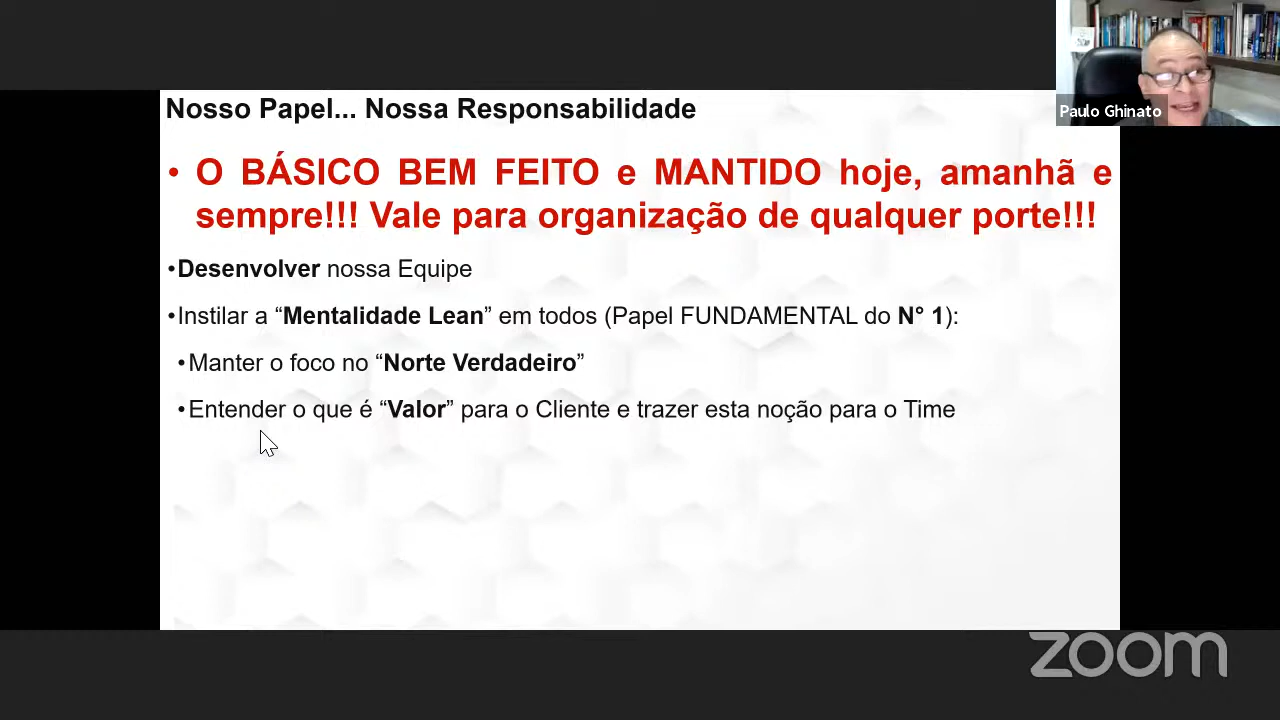 Nosso Papel... Nossa Responsabilidade
Paulo Ghinato
• O BÁSICO BEM FEITO e MANTIDO hoje, amanhã e
sempre!!! Vale para organização de qualquer porte!!!
•Desenvolver nossa Equipe
•Instilar a “Mentalidade Lean” em todos (Papel FUNDAMENTAL do N° 1):
•Manter o foco no “Norte Verdadeiro”
•Entender o que é “Valor” para o Cliente e trazer esta noção para o Time
zoom